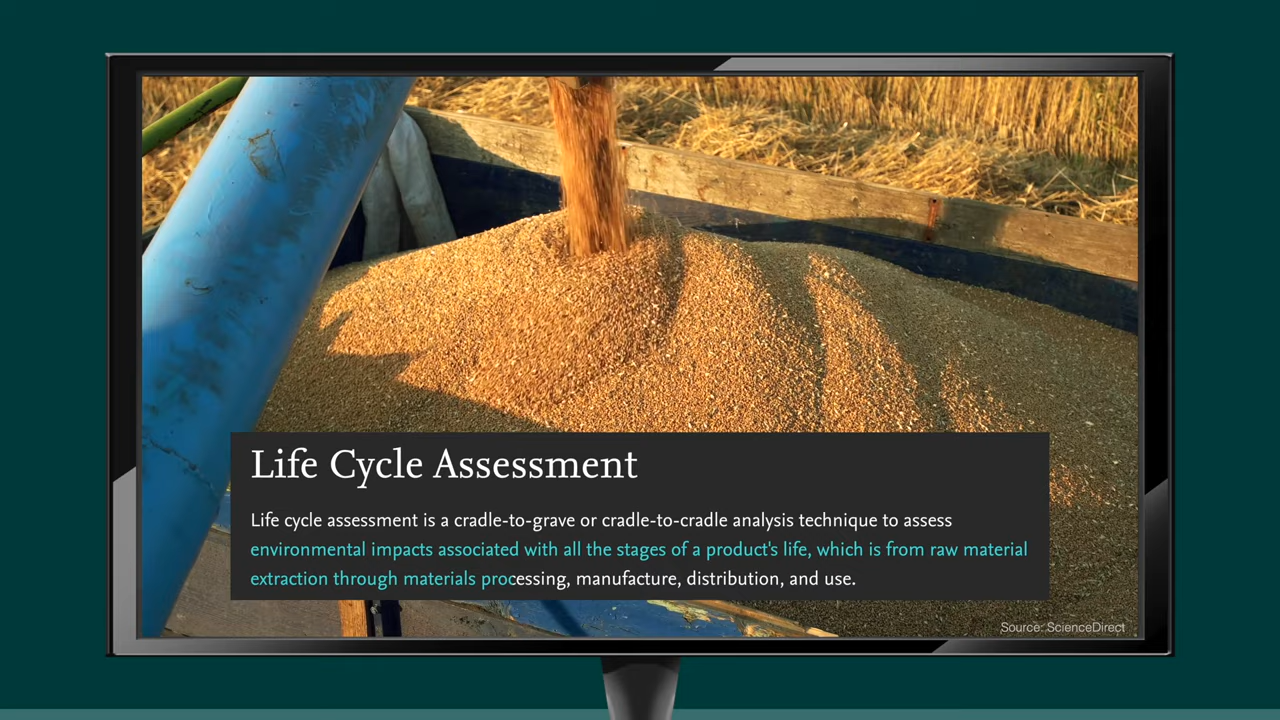 Life Cycle Assessment
Life cycle assessment is a cradle-to-grave or cradle-to-cradle analysis technique to assess
environmental impacts associated with all the stages of a product's life, which is from raw material
extraction through materials processing, manufacture, distribution, and use.
Source: ScienceDirect